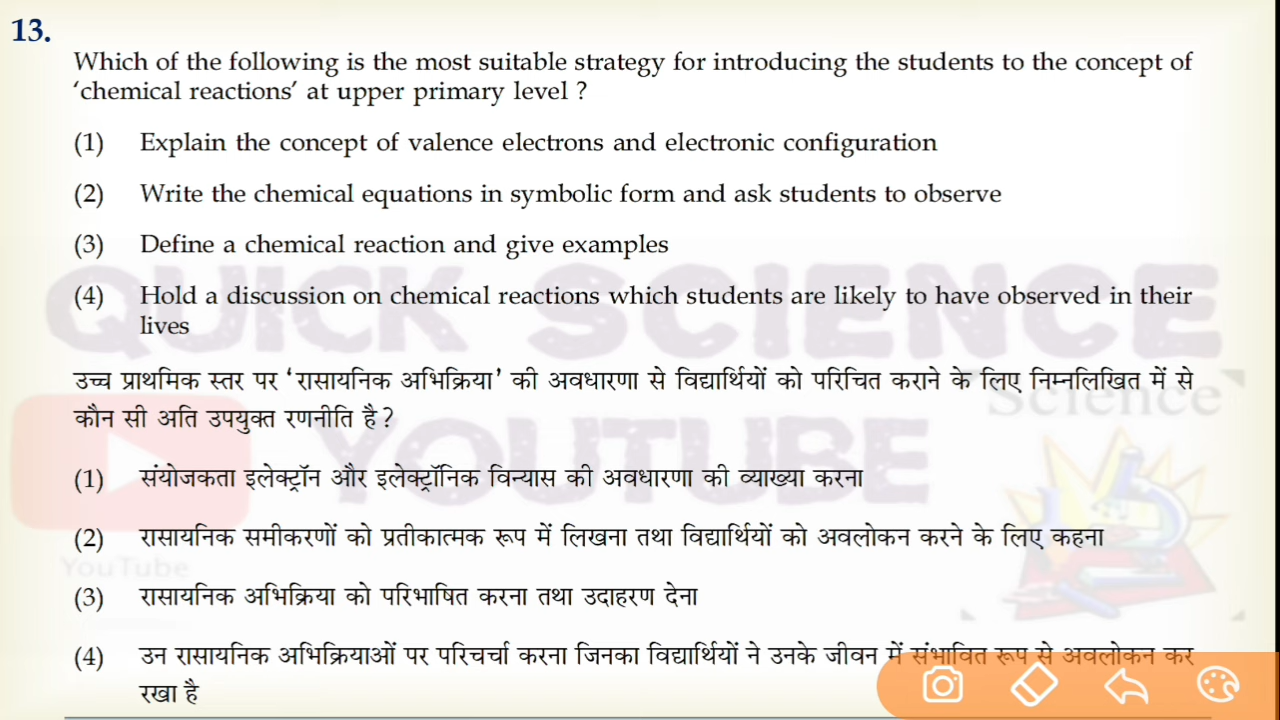 13.
Which of the following is the most suitable strategy for introducing the students to the concept of
‘chemical reactions’ at upper primary level ?
(1) Explain the concept of valence electrons and electronic configuration
(2) Write the chemical equations in symbolic form and ask students to observe
(3) Define a chemical reaction and give examples
(4) Hold a discussion on chemical reactions which students are likely to have observed in their
lives
QUICK SCIENCE
उच्च प्राथमिक स्तर पर ‘रासायनिक अभिक्रिया’ की अवधारणा से विद्यार्थियों को परिचित कराने के लिए निम्नलिखित में से
Science
कौन सी अति उपयुक्त रणनीति है ?
YOUTUBE
(1) संयोजकता इलेक्ट्रॉन और इलेक्ट्रॉनिक विन्यास की अवधारणा की व्याख्या करना
(2) रासायनिक समीकरणों को प्रतीकात्मक रूप में लिखना तथा विद्यार्थियों को अवलोकन करने के लिए कहना
YouTube
(3) रासायनिक अभिक्रिया को परिभाषित करना तथा उदाहरण देना
(4) उन रासायनिक अभिक्रियाओं पर परिचर्चा करना जिनका विद्यार्थियों ने उनके जीवन में संभावित रूप से अवलोकन कर
रखा है